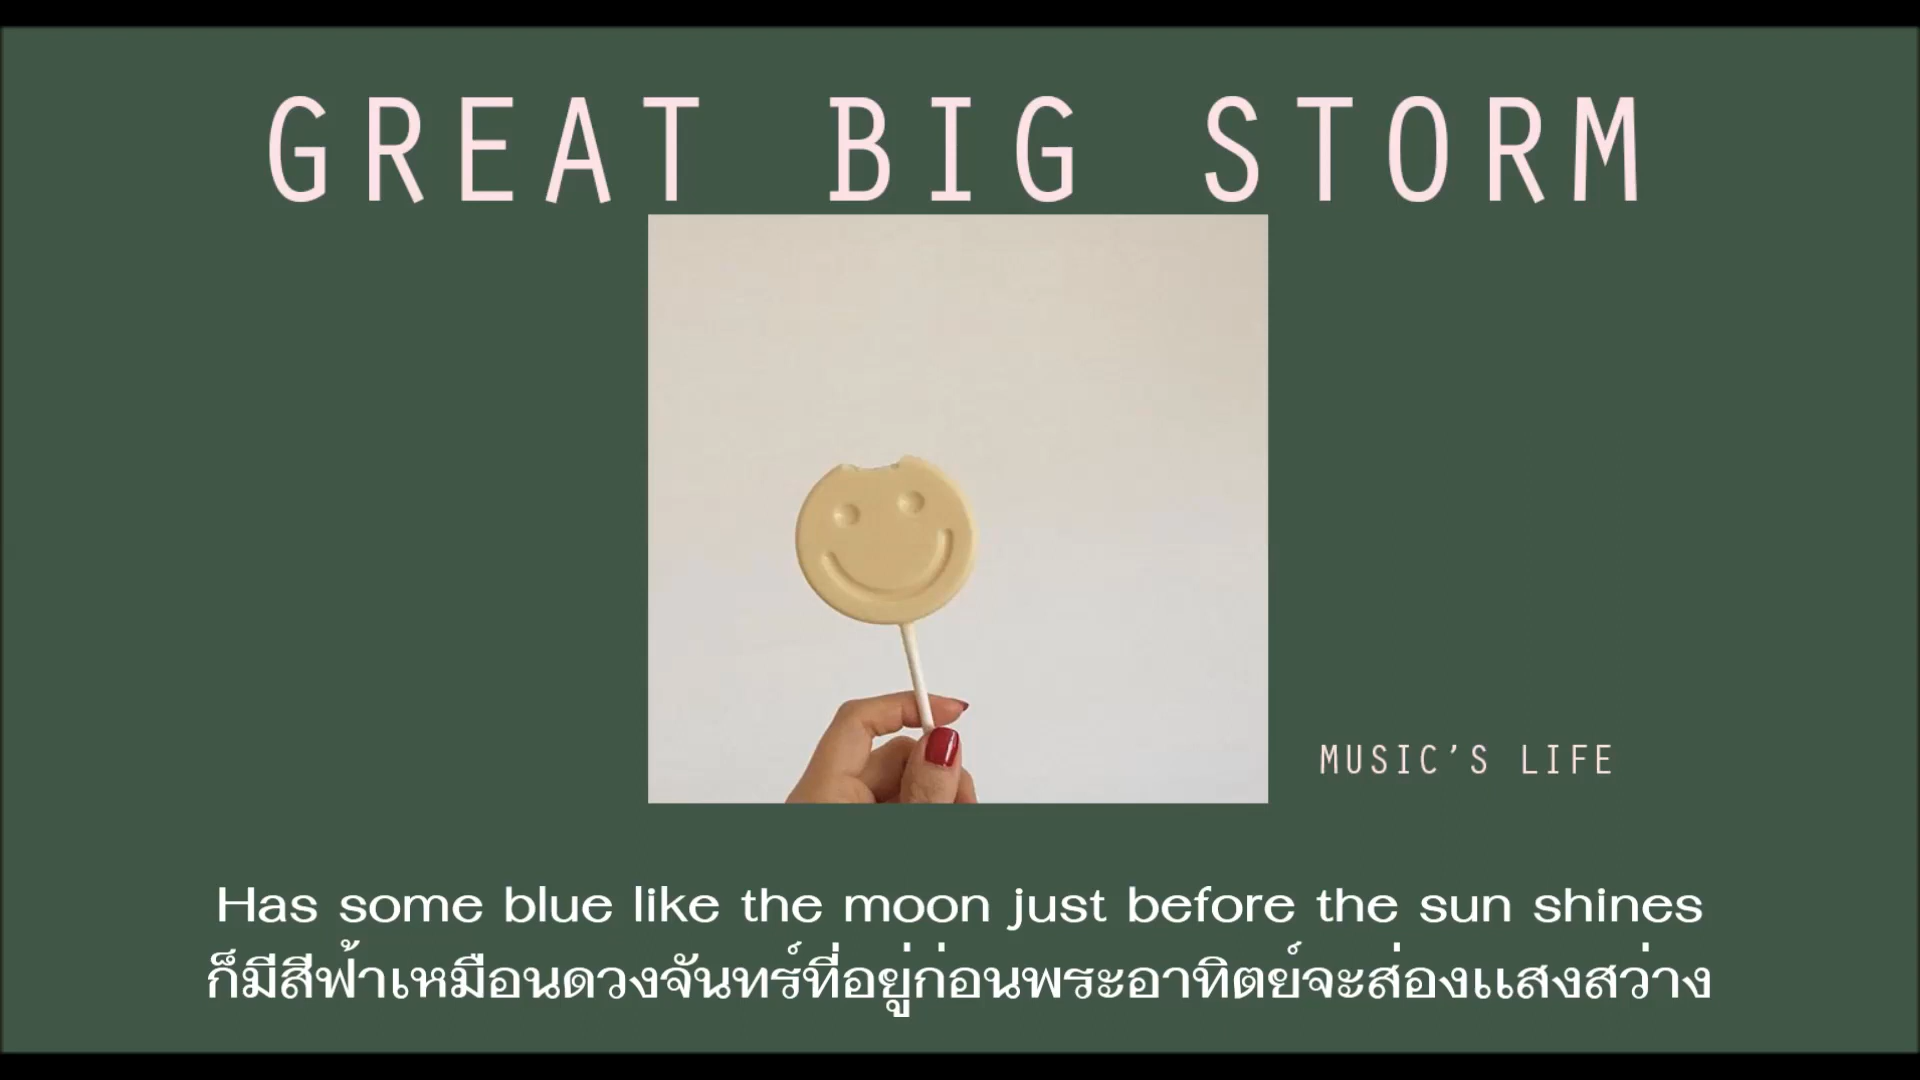 GREAT BIG STORM
MUSIC’S LIFE
Has some blue like the moon just before the sun shines
ก็มีสีฟ้าเหมือนดวงจันทร์ที่อยู่ก่อนพระอาทิตย์จะส่องแสงสว่าง